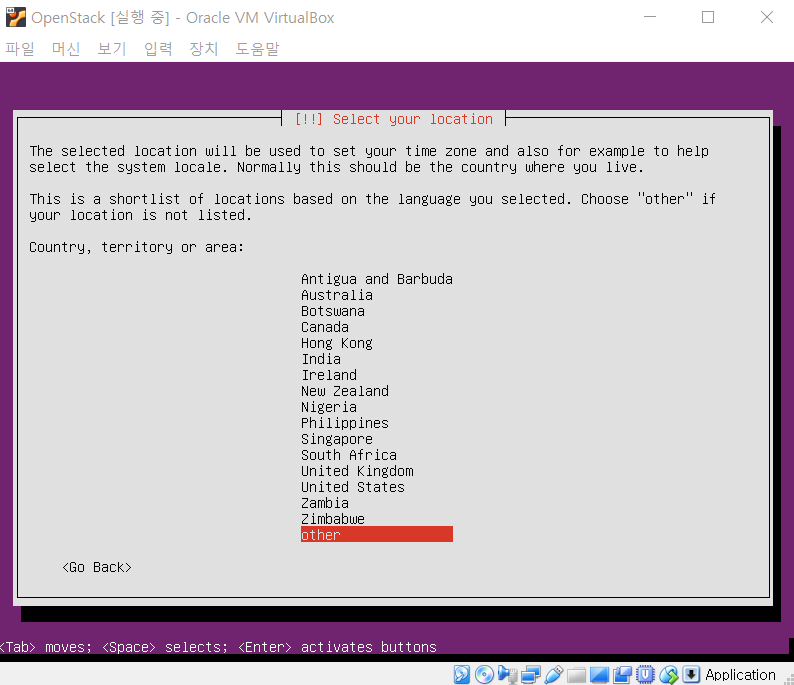 OpenStack [실행 중] - Oracle VM VirtualBox
파일 머신 보기 입력 장치 도움말
[!!] Select your location
The selected location will be used to set your time zone and also for example to help
select the system locale. Normally this should be the country where you live.
This is a shortlist of locations based on the language you selected. Choose "other" if
your location is not listed.
Country, territory or area:
Antigua and Barbuda
Australia
Botswana
Canada
Hong Kong
India
Ireland
New Zealand
Nigeria
Philippines
Singapore
South Africa
United Kingdom
United States
Zambia
Zimbabwe
other
<Go Back>
<Tab> moves; <Space> selects; <Enter> activates buttons
Application